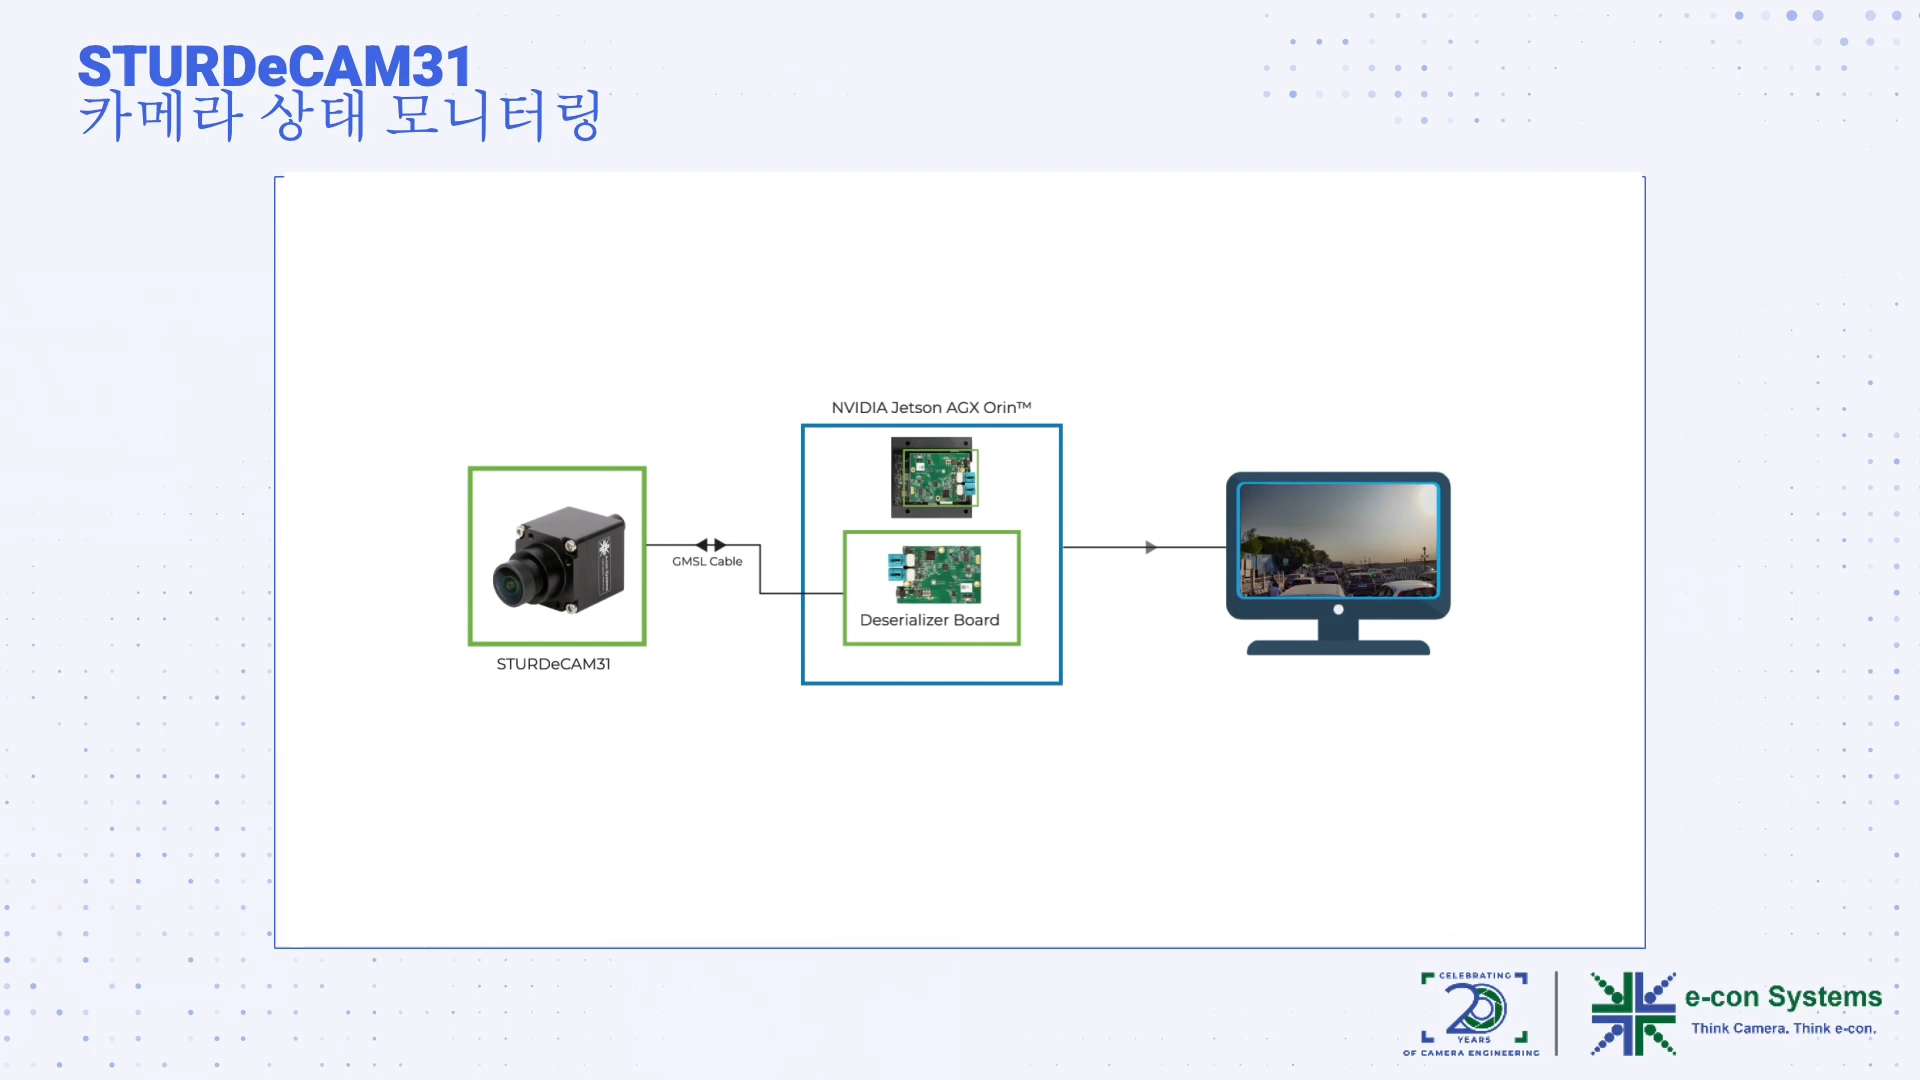 STURDeCAM31
카메라 상태 모니터링
NVIDIA Jetson AGX Orin™
GMSL Cable
Deserializer Board
STURDeCAM31
CELEBRATING
20
YEARS
OF CAMERA ENGINEERING
e-con Systems
Think Camera. Think e-con.